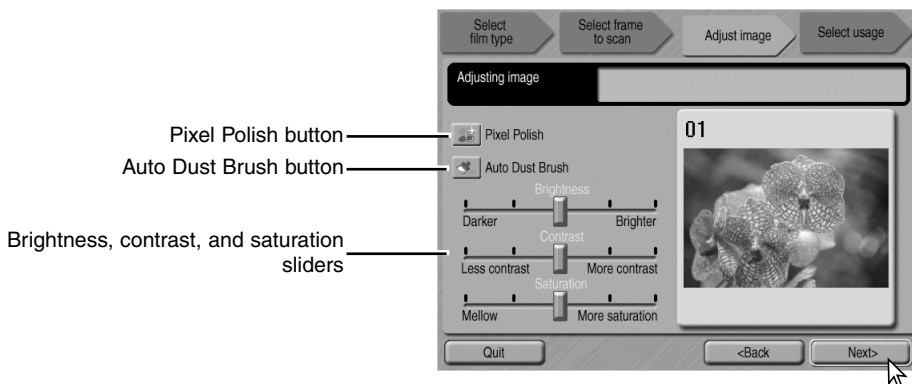 Select
film type
Select frame
to scan
Adjust image
Select usage
Adjusting image
Pixel Polish button
Pixel Polish
01
Auto Dust Brush button
Auto Dust Brush
Brightness
Darker
Brighter
Brightness, contrast, and saturation
sliders
Contrast
Less contrast
More contrast
Saturation
Mellow
More saturation
Quit
<Back
Next>